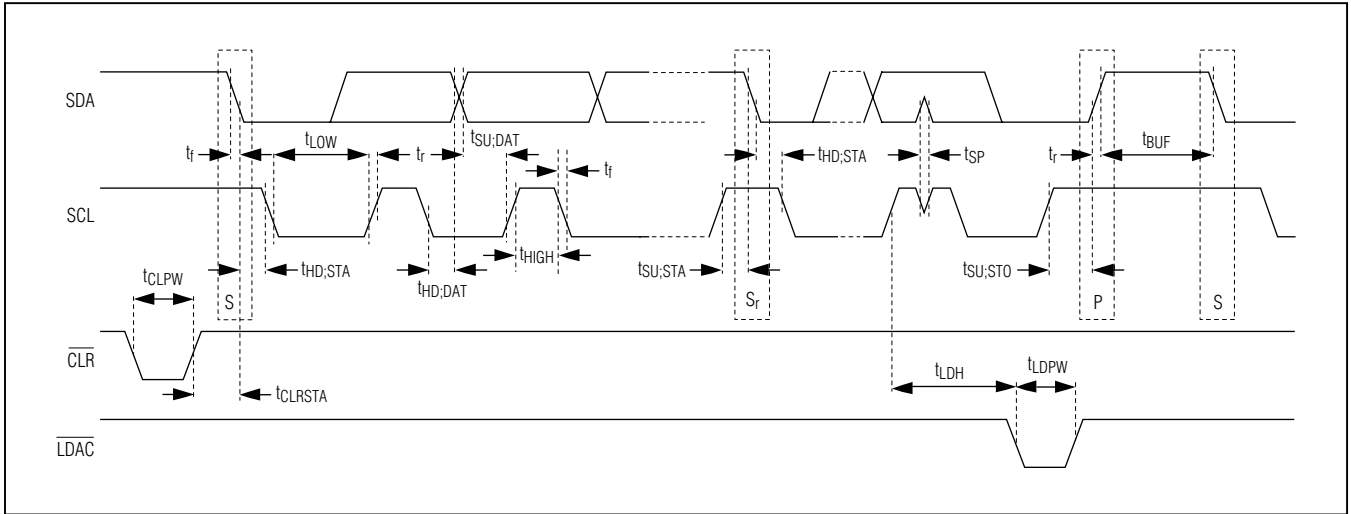 SDA
tf
tLOW
tr
tSU;DAT
tf
tHD;STA
tSP
tr
tBUF
SCL
tHD;STA
tHD;DAT
tHIGH
tSU;STA
tSU;STO
tCLPW
S
Sr
P
S
CLR
tCLRSTA
tLDH
tLDPW
LDAC